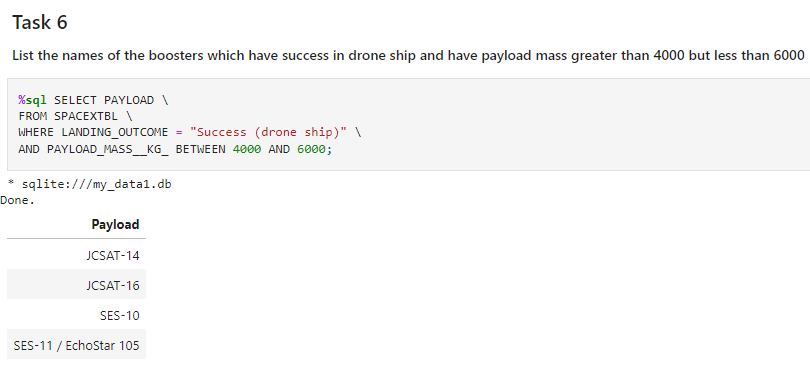 Task 6
List the names of the boosters which have success in drone ship and have payload mass greater than 4000 but less than 6000
%sql SELECT PAYLOAD \
FROM SPACEXTBL \
WHERE LANDING_OUTCOME = "Success (drone ship)" \
AND PAYLOAD_MASS__KG_ BETWEEN 4000 AND 6000;
* sqlite:///my_data1.db
Done.
Payload
JCSAT-14
JCSAT-16
SES-10
SES-11 / EchoStar 105